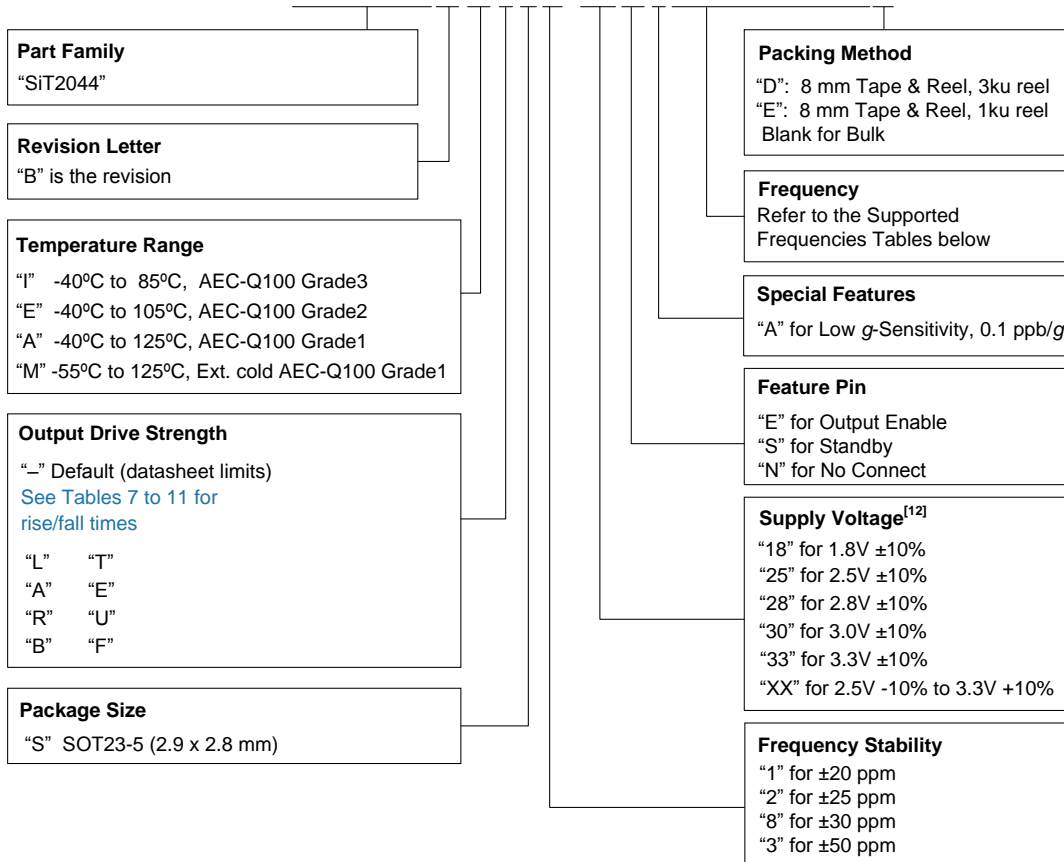 Part Family
“SiT2044”
Revision Letter
“B” is the revision
Temperature Range
“I” -40ºC to 85ºC, AEC-Q100 Grade3
“E” -40ºC to 105ºC, AEC-Q100 Grade2
“A” -40ºC to 125ºC, AEC-Q100 Grade1
“M” -55ºC to 125ºC, Ext. cold AEC-Q100 Grade1
Output Drive Strength
“–” Default (datasheet limits)
See Tables 7 to 11 for
rise/fall times
“L” “T”
“A” “E”
“R” “U”
“B” “F”
Package Size
“S” SOT23-5 (2.9 x 2.8 mm)
Packing Method
“D”: 8 mm Tape & Reel, 3ku reel
“E”: 8 mm Tape & Reel, 1ku reel
Blank for Bulk
Frequency
Refer to the Supported
Frequencies Tables below
Special Features
“A” for Low g-Sensitivity, 0.1 ppb/g
Feature Pin
“E” for Output Enable
“S” for Standby
“N” for No Connect
Supply Voltage[12]
“18” for 1.8V ±10%
“25” for 2.5V ±10%
“28” for 2.8V ±10%
“30” for 3.0V ±10%
“33” for 3.3V ±10%
“XX” for 2.5V -10% to 3.3V +10%
Frequency Stability
“1” for ±20 ppm
“2” for ±25 ppm
“8” for ±30 ppm
“3” for ±50 ppm